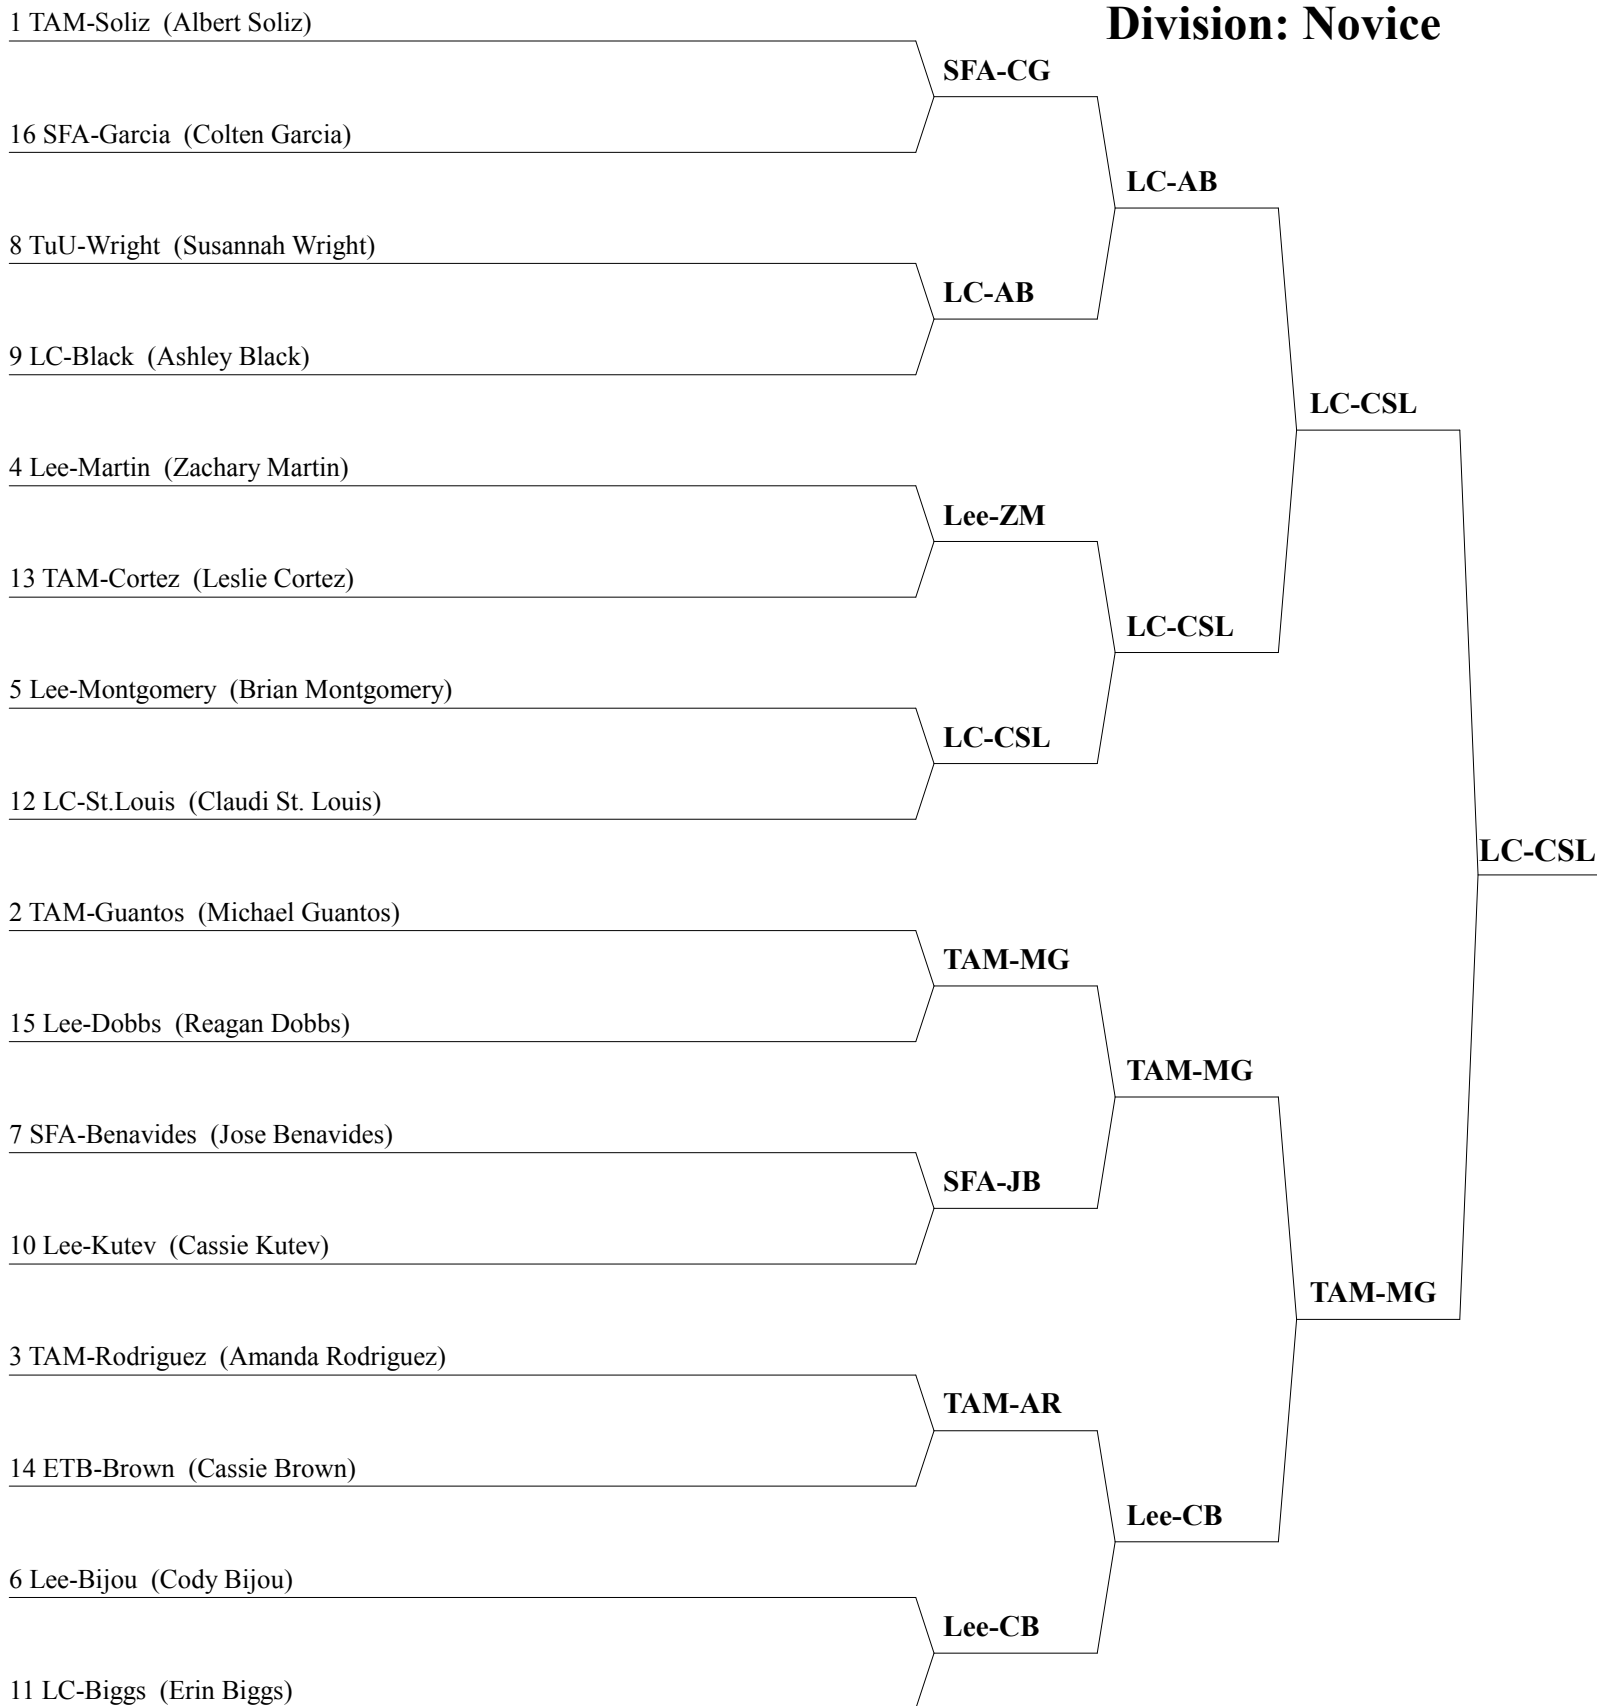 Division: Novice
1 TAM-Soliz (Albert Soliz)
SFA-CG
16 SFA-Garcia (Colten Garcia)
LC-AB
8 TuU-Wright (Susannah Wright)
LC-AB
9 LC-Black (Ashley Black)
LC-CSL
4 Lee-Martin (Zachary Martin)
Lee-ZM
13 TAM-Cortez (Leslie Cortez)
LC-CSL
5 Lee-Montgomery (Brian Montgomery)
LC-CSL
12 LC-St.Louis (Claudi St. Louis)
LC-CSL
2 TAM-Guantos (Michael Guantos)
TAM-MG
15 Lee-Dobbs (Reagan Dobbs)
TAM-MG
7 SFA-Benavides (Jose Benavides)
SFA-JB
10 Lee-Kutev (Cassie Kutev)
TAM-MG
3 TAM-Rodriguez (Amanda Rodriguez)
TAM-AR
14 ETB-Brown (Cassie Brown)
Lee-CB
6 Lee-Bijou (Cody Bijou)
Lee-CB
11 LC-Biggs (Erin Biggs)